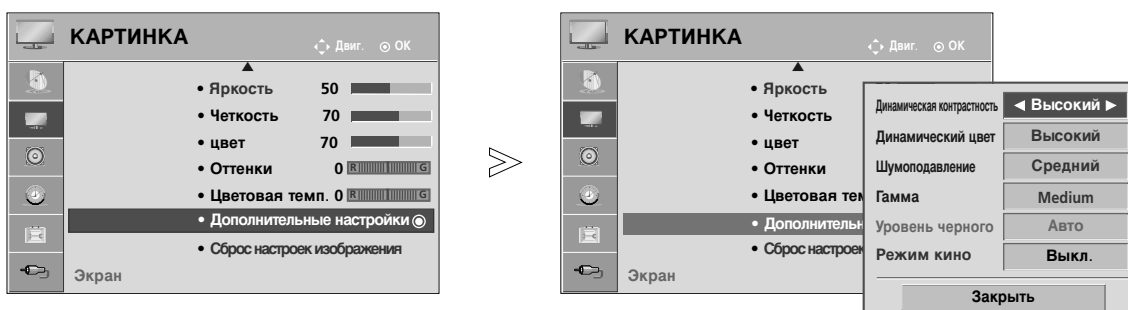 КАРТИНКА
Двиг. OK
• Яркость 50
• Четкость 70
• цвет 70
• Оттенки 0 R G
• Цветовая темп. 0 R G
• Дополнительные настройки
• Сброс настроек изображения
Экран
КАРТИНКА
Двиг. OK
• Яркость
• Четкость
• цвет
• Оттенки
• Цветовая тем
• Дополнительн
• Сброс настроек
Экран
Динамическая контрастность ◄ Высокий ►
Динамический цвет Высокий
Шумоподавление Средний
Гамма Medium
Уровень черного Авто
Режим кино Выкл.
Закрыть